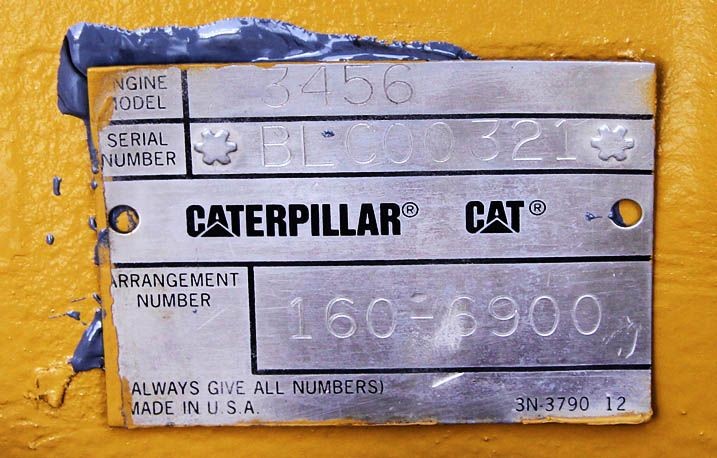 ENGINE MODEL 3456
SERIAL NUMBER BLC00321
CATERPILLAR® CAT®
ARRANGEMENT NUMBER 160-6900
(ALWAYS GIVE ALL NUMBERS)
MADE IN U.S.A. 3N-3790 12